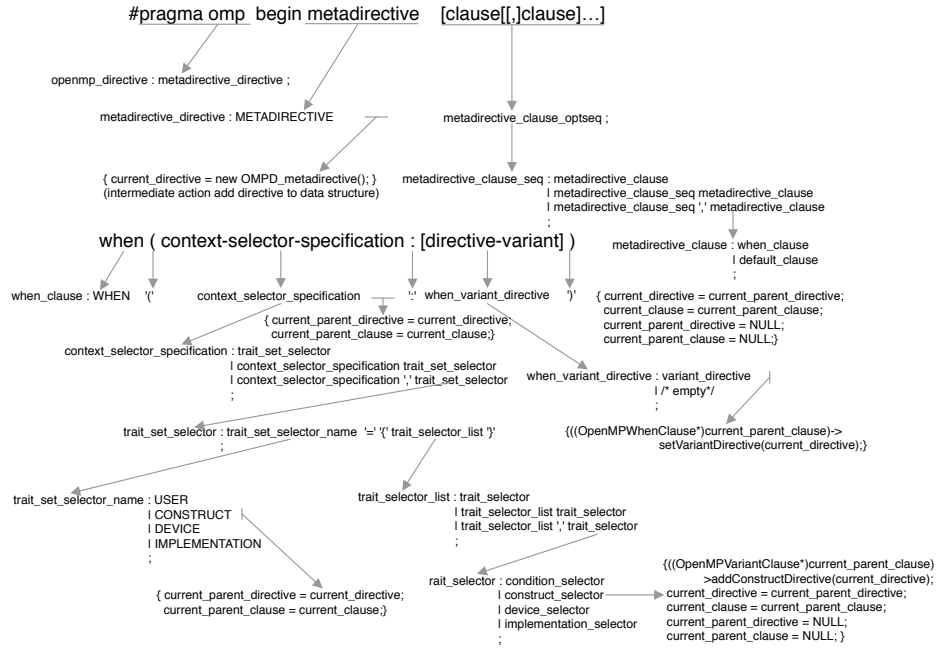 #pragma omp begin metadirective [clause[[,]clause]…]
openmp_directive : metadirective_directive ;
metadirective_directive : METADIRECTIVE metadirective_clause_optseq ;
{ current_directive = new OMPD_metadirective(); }
(intermediate action add directive to data structure)
metadirective_clause_seq : metadirective_clause
| metadirective_clause_seq metadirective_clause
| metadirective_clause_seq ',' metadirective_clause
;
when ( context-selector-specification : [directive-variant] )
metadirective_clause : when_clause
| default_clause
;
when_clause : WHEN '(' context_selector_specification ':' when_variant_directive ')'
{ current_parent_directive = current_directive;
current_parent_clause = current_clause;}
{ current_directive = current_parent_directive;
current_clause = current_parent_clause;
current_parent_directive = NULL;
current_parent_clause = NULL;}
context_selector_specification : trait_set_selector
| context_selector_specification trait_set_selector
| context_selector_specification ',' trait_set_selector
;
when_variant_directive : variant_directive
| /* empty*/
;
trait_set_selector : trait_set_selector_name '=' '{' trait_selector_list '}'
;
{((OpenMPWhenClause*)current_parent_clause)->
setVariantDirective(current_directive);}
trait_set_selector_name : USER
| CONSTRUCT
| DEVICE
| IMPLEMENTATION
;
trait_selector_list : trait_selector
| trait_selector_list trait_selector
| trait_selector_list ',' trait_selector
;
{ current_parent_directive = current_directive;
current_parent_clause = current_clause;}
rait_selector : condition_selector
| construct_selector
| device_selector
| implementation_selector
;
{((OpenMPVariantClause*)current_parent_clause)
>addConstructDirective(current_directive);
current_directive = current_parent_directive;
current_clause = current_parent_clause;
current_parent_directive = NULL;
current_parent_clause = NULL; }